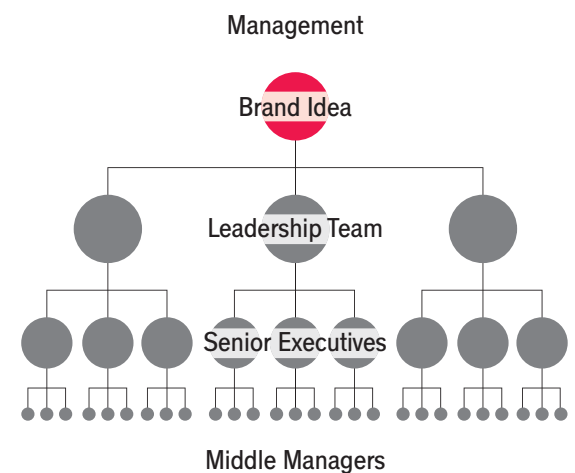 Management
Brand Idea
Leadership Team
Senior Executives
Middle Managers